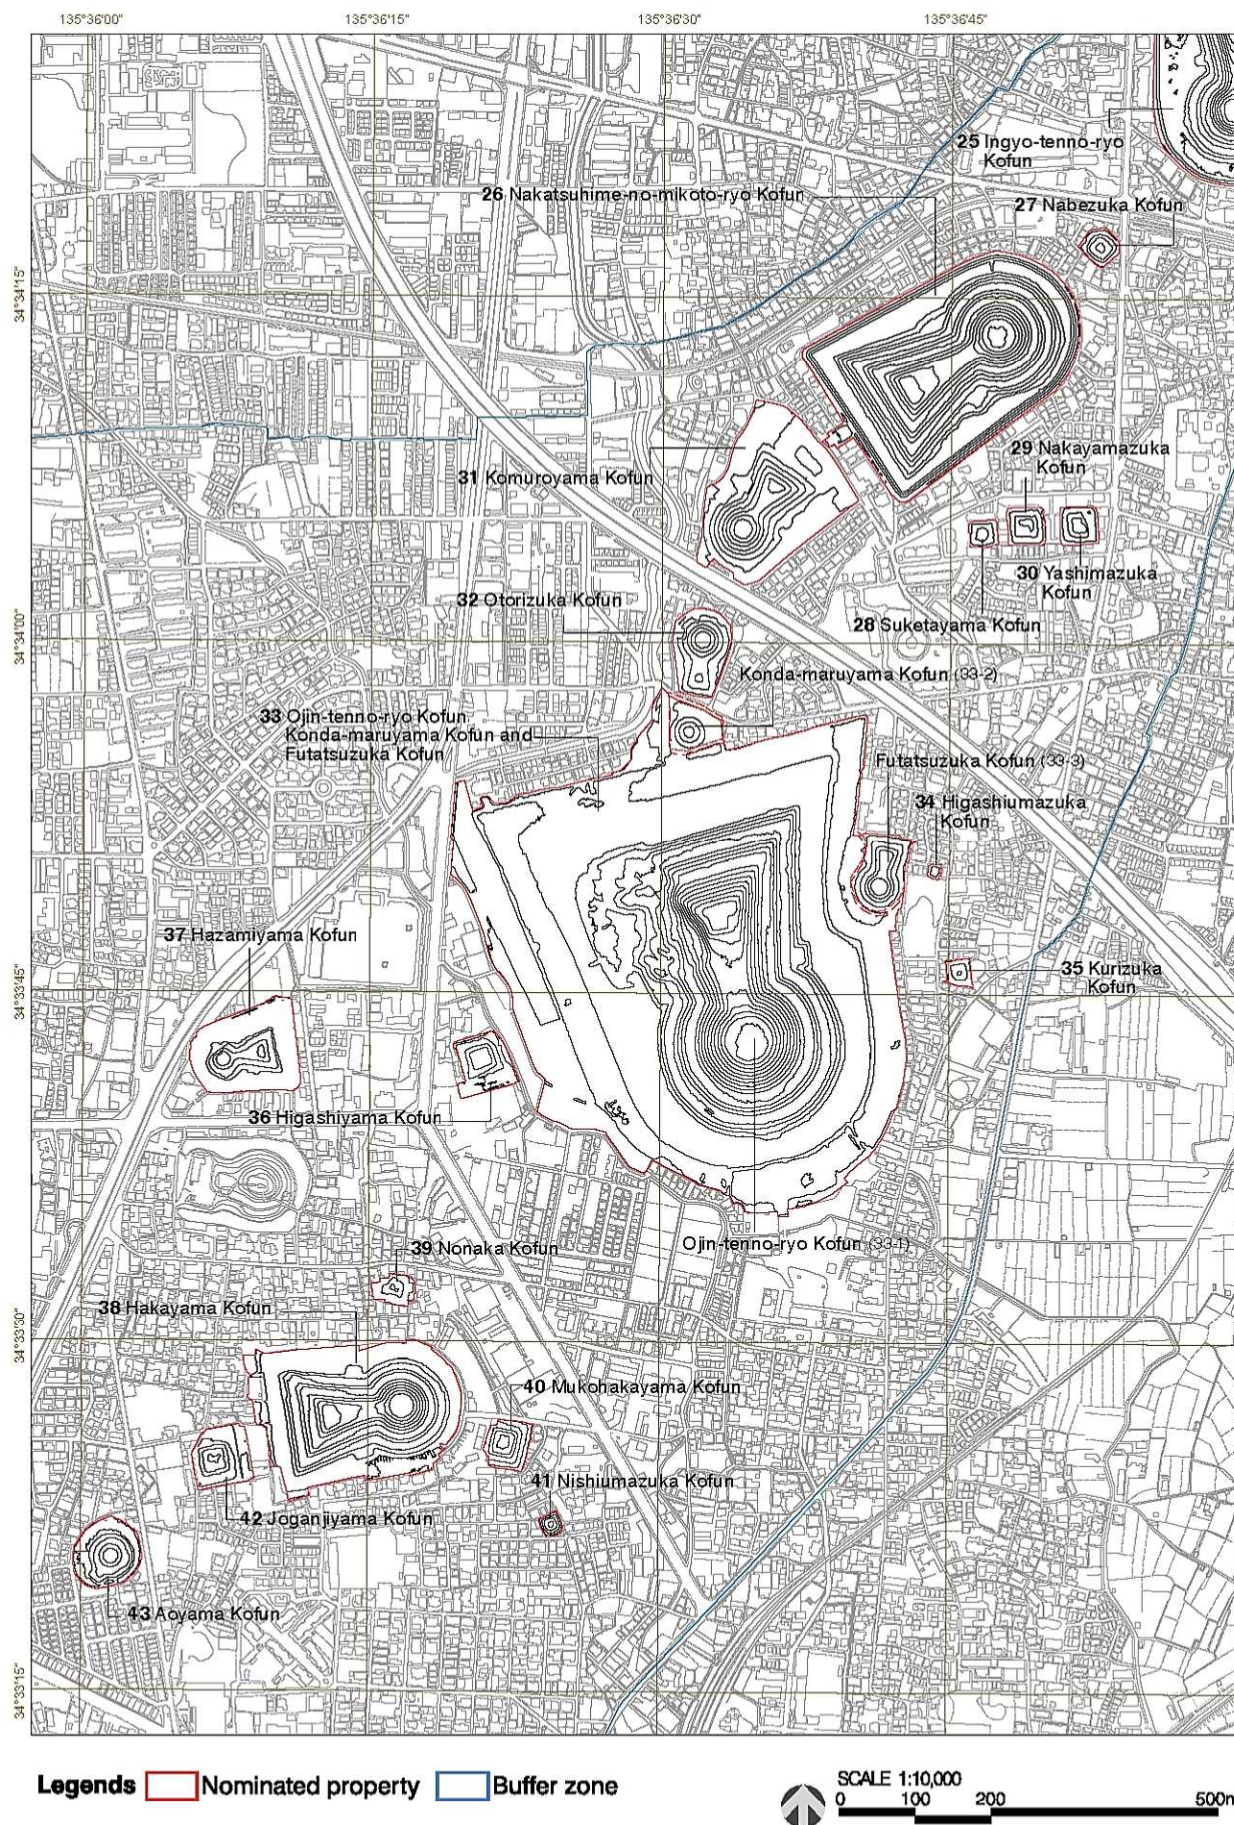 135°36'00" 135°36'15" 135°36'30" 135°36'45"
25 Ingyo-tenno-ryo
Kofun
26 Nakatsuhime-no-mikoto-ryo Kofun
27 Nabezuka Kofun
34°34'15"
29 Nakayamazuka
Kofun
31 Komuroyama Kofun
30 Yashimazuka
Kofun
32 Otorizuka Kofun
28 Suketayama Kofun
34°34'00"
Konda-maruyama Kofun (33-2)
33 Ojin-tenno-ryo Kofun
Konda-maruyama Kofun and
Futatsuzuka Kofun
Futatsuzuka Kofun (33-3)
34 Higashiumazuka
Kofun
37 Hazamiyama Kofun
35 Kurizuka
Kofun
34°33'45"
36 Higashiyama Kofun
Ojin-tenno-ryo Kofun (33-1)
39 Nonaka Kofun
38 Hakayama Kofun
34°33'30"
40 Mukohakayama Kofun
41 Nishiumazuka Kofun
42 Joganjiyama Kofun
43 Aoyama Kofun
34°33'15"
Legends Nominated property Buffer zone
SCALE 1:10,000
0 100 200 500m